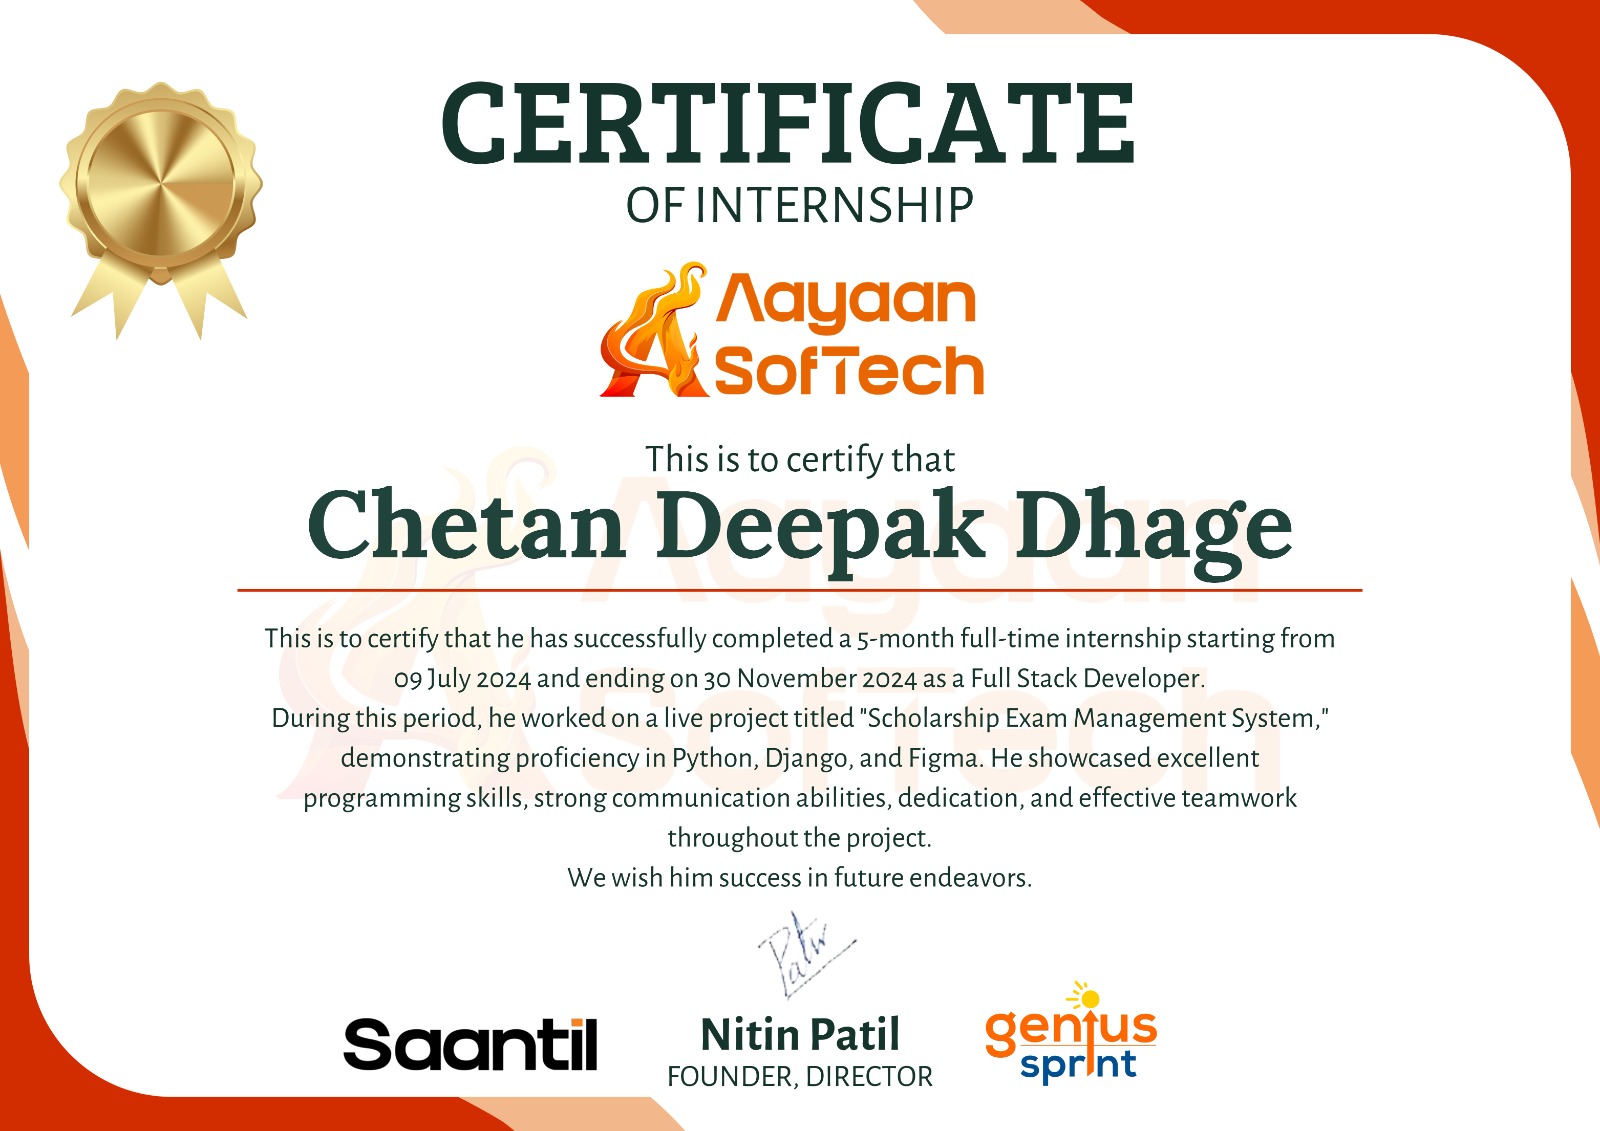 CERTIFICATE
OF INTERNSHIP
Aayaan
SofTech
This is to certify that
Chetan Deepak Dhage
This is to certify that he has successfully completed a 5-month full-time internship starting from
09 July 2024 and ending on 30 November 2024 as a Full Stack Developer.
During this period, he worked on a live project titled "Scholarship Exam Management System,"
demonstrating proficiency in Python, Django, and Figma. He showcased excellent
programming skills, strong communication abilities, dedication, and effective teamwork
throughout the project.
We wish him success in future endeavors.
Saantil
Nitin Patil
FOUNDER, DIRECTOR
genius
sprint